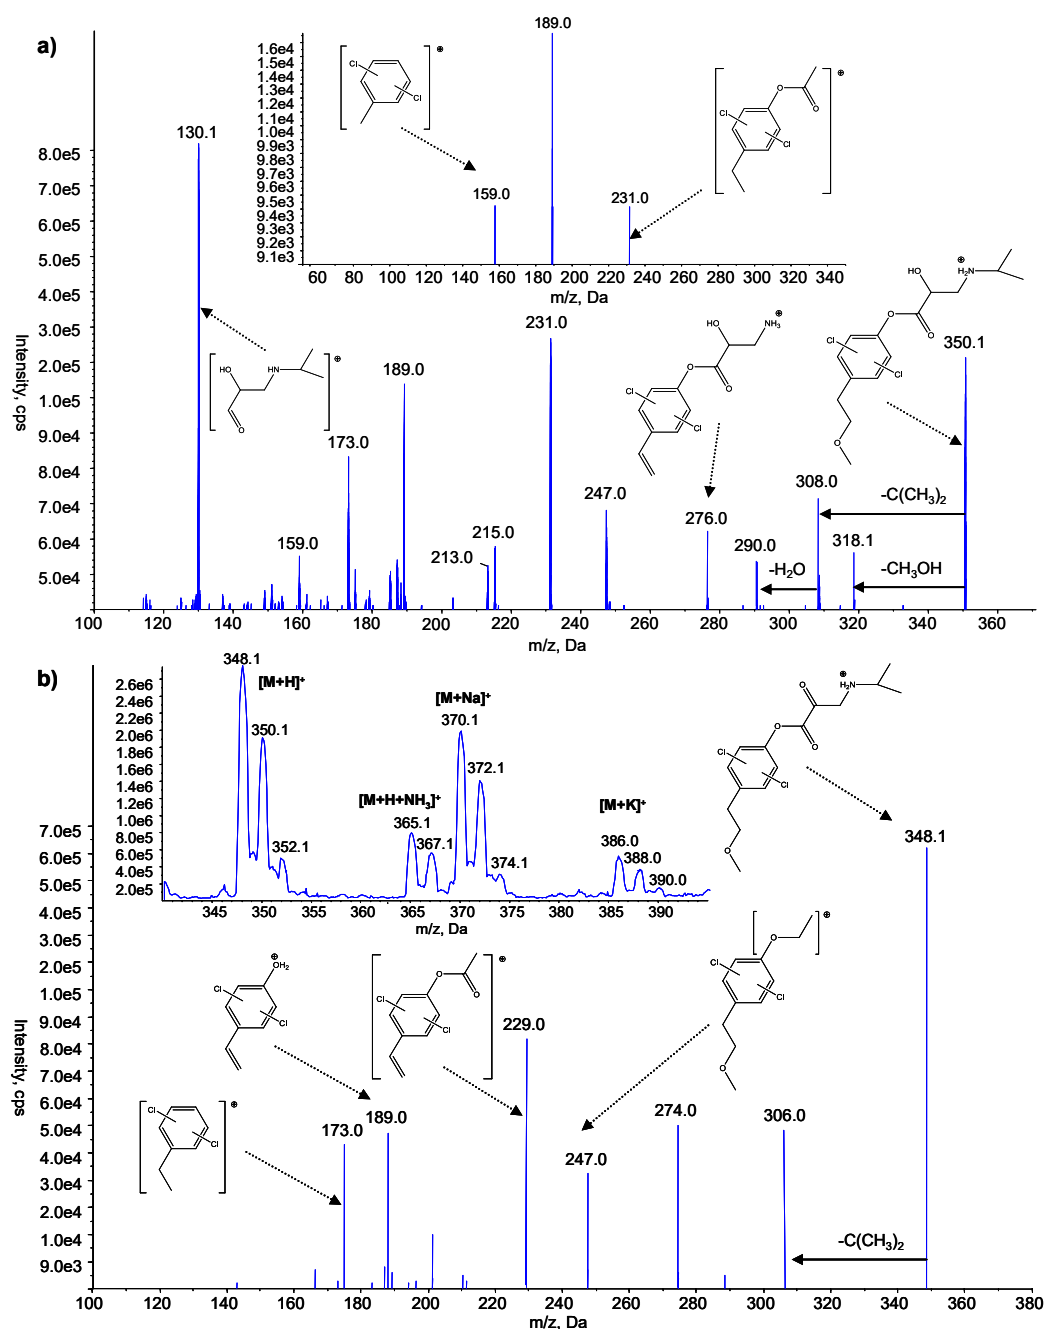 a)
189.0
1.6e4
1.5e4
1.4e4
1.3e4
1.2e4
1.1e4
1.0e4
9.9e3
9.8e3
9.7e3
9.6e3
9.5e3
9.4e3
9.3e3
9.2e3
9.1e3
Cl
Cl
⊕
159.0
231.0
O
O
Cl
Cl
⊕
60 80 100 120 140 160 180 200 220 240 260 280 300 320 340
m/z, Da
130.1
8.0e5
7.0e5
6.0e5
5.0e5
4.0e5
3.0e5
2.0e5
1.0e5
9.0e4
8.0e4
7.0e4
6.0e4
5.0e4
Intensity, cps
HO
HN
O
⊕
159.0
173.0
189.0
213.0
215.0
231.0
247.0
276.0
290.0
308.0
318.1
350.1
HO
⊕
NH₃
O
O
Cl
Cl
HO
⊕
H₂N
O
O
Cl
Cl
O
-C(CH₃)₂
-CH₃OH
-H₂O
100 120 140 160 180 200 220 240 260 280 300 320 340 360
m/z, Da
b)
348.1
[M+H]⁺
350.1
352.1
[M+H+NH₃]⁺
365.1
367.1
[M+Na]⁺
370.1
372.1
374.1
[M+K]⁺
386.0
388.0
390.0
2.6e6
2.4e6
2.2e6
2.0e6
1.8e6
1.6e6
1.4e6
1.2e6
1.0e6
8.0e5
6.0e5
4.0e5
2.0e5
345 350 355 360 365 370 375 380 385 390
m/z, Da
O
⊕
H₂N
O
O
Cl
Cl
O
348.1
7.0e5
6.0e5
5.0e5
4.0e5
3.0e5
2.0e5
1.0e5
9.0e4
8.0e4
7.0e4
6.0e4
5.0e4
4.0e4
3.0e4
2.0e4
1.0e4
9.0e3
Intensity, cps
⊕
OH₂
Cl
Cl
O
O
Cl
Cl
⊕
O
Cl
Cl
O
⊕
Cl
Cl
⊕
173.0
189.0
229.0
247.0
274.0
306.0
-C(CH₃)₂
100 120 140 160 180 200 220 240 260 280 300 320 340 360 380
m/z, Da